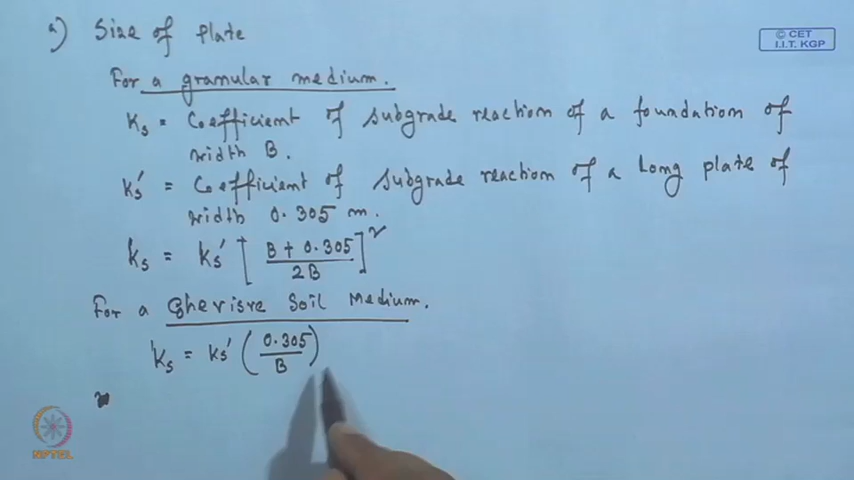 a) Size of plate
© CET
I.I.T. KGP
For a granular medium.
Ks = Coefficient of subgrade reaction of a foundation of
width B.
Ks' = Coefficient of subgrade reaction of a Long plate of
width 0.305 m.
Ks = Ks' [ (B + 0.305) / 2B ]²
For a Cohesive Soil Medium.
Ks = Ks' ( 0.305 / B )
NPTEL